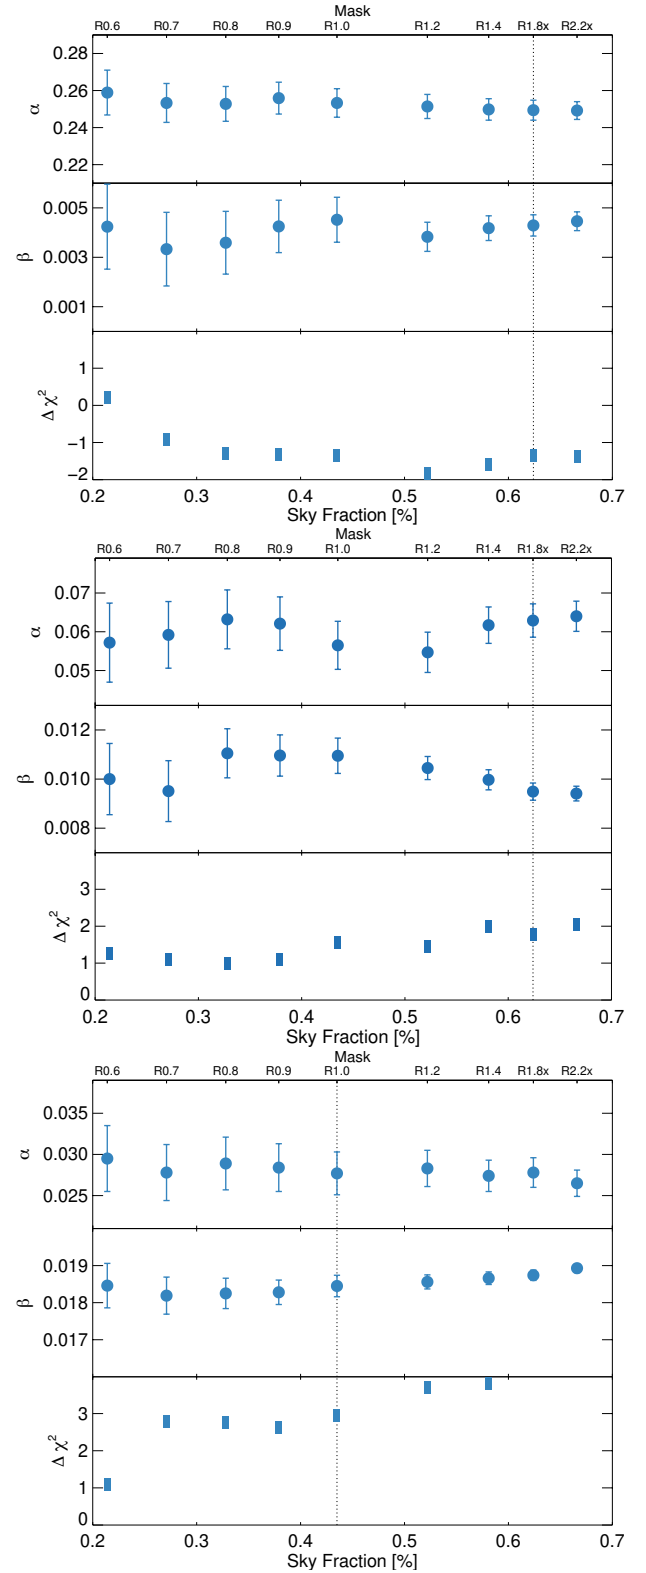 Mask
R0.6 R0.7 R0.8 R0.9 R1.0 R1.2 R1.4 R1.8x R2.2x
0.28
0.26
0.24
0.22
α
0.005
0.003
0.001
β
1
0
−1
−2
Δ χ²
0.2 0.3 0.4 0.5 0.6 0.7
Sky Fraction [%]
Mask
R0.6 R0.7 R0.8 R0.9 R1.0 R1.2 R1.4 R1.8x R2.2x
0.07
0.06
0.05
α
0.012
0.010
0.008
β
3
2
1
0
Δ χ²
0.2 0.3 0.4 0.5 0.6 0.7
Sky Fraction [%]
Mask
R0.6 R0.7 R0.8 R0.9 R1.0 R1.2 R1.4 R1.8x R2.2x
0.035
0.030
0.025
α
0.019
0.018
0.017
β
3
2
1
0
Δ χ²
0.2 0.3 0.4 0.5 0.6 0.7
Sky Fraction [%]